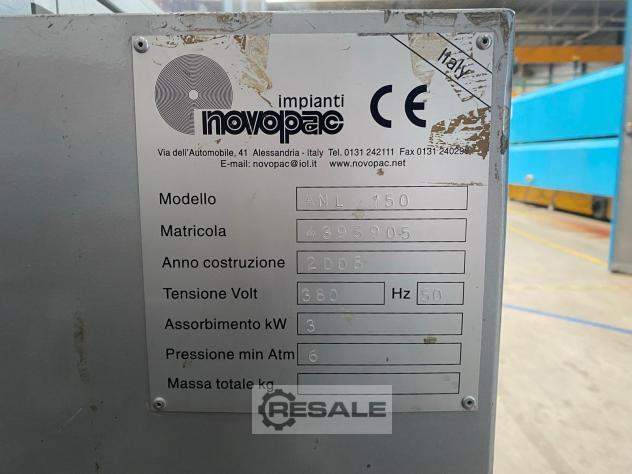 Italy
impianti
novopac CE
Via dell'Automobile, 41 Alessandria - Italy Tel. 0131 242111 Fax 0131
E-mail: novopac@iol.it www.novopac.net
Modello ANL 150
Matricola 4395905
Anno costruzione 2005
Tensione Volt 380 Hz 50
Assorbimento kW 3
Pressione min Atm 6
Massa totale kg
RESALE